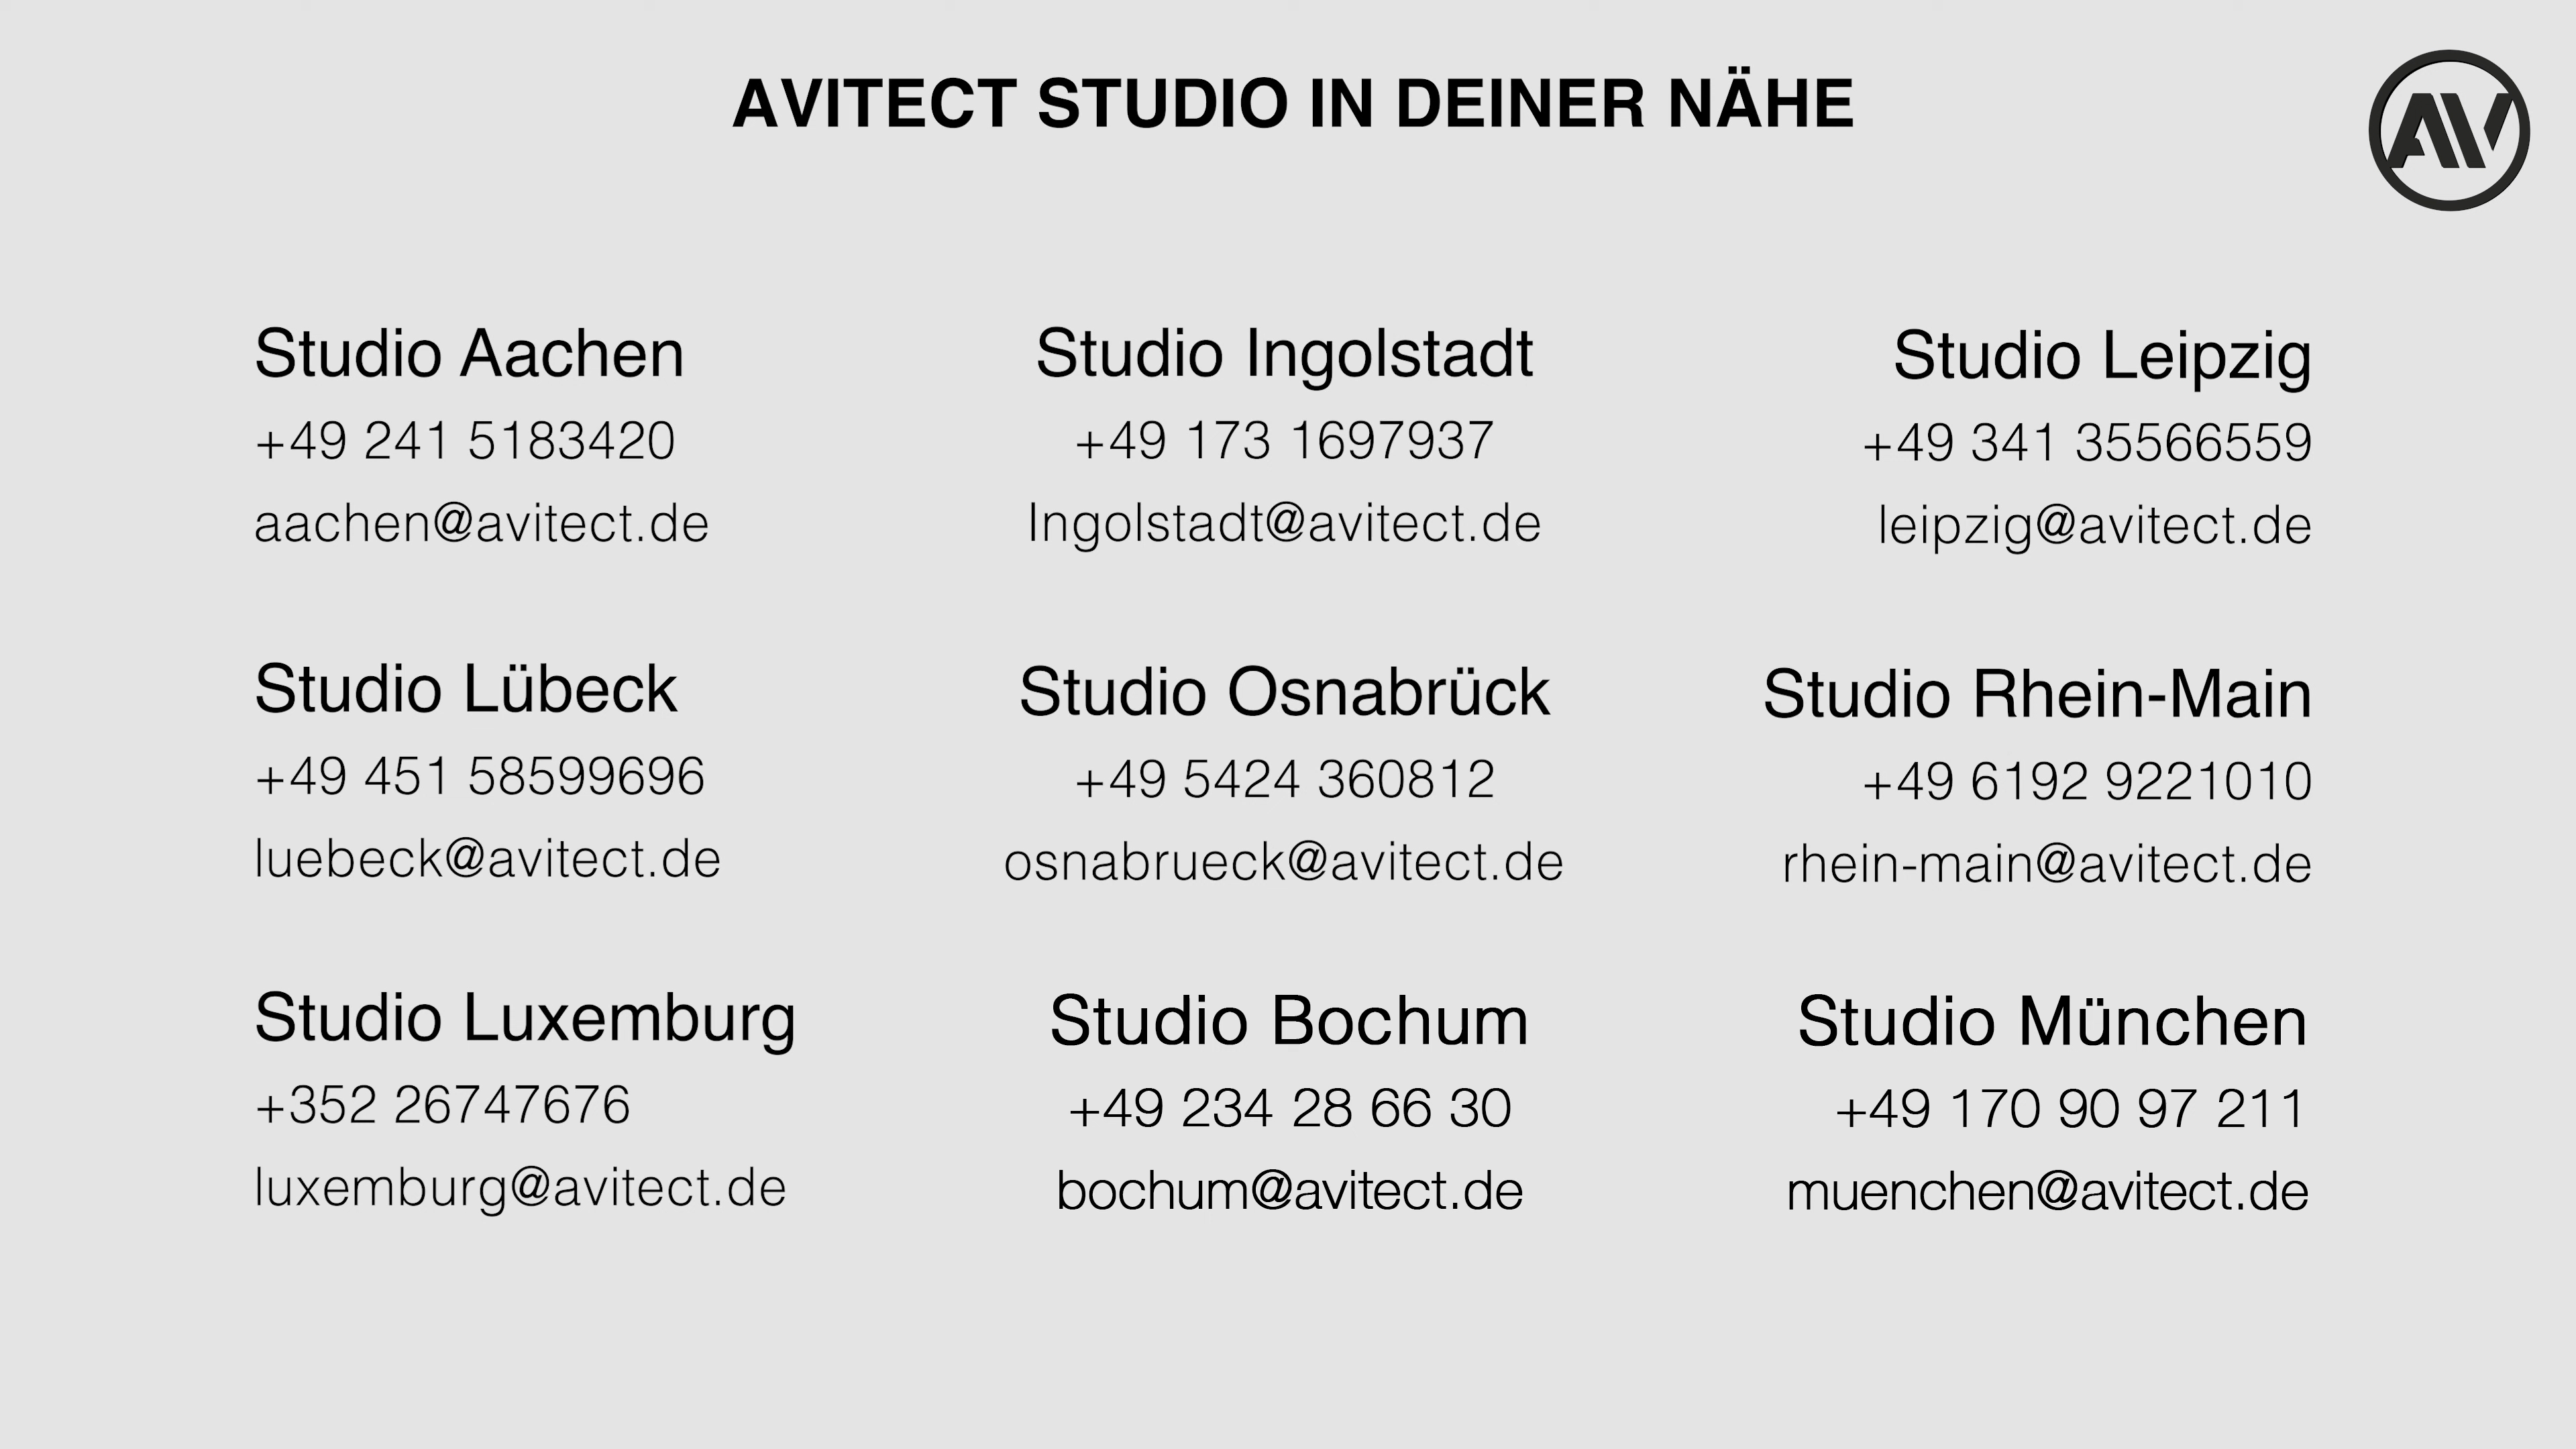 AVITECT STUDIO IN DEINER NÄHE
AV
Studio Aachen
+49 241 5183420
aachen@avitect.de
Studio Ingolstadt
+49 173 1697937
Ingolstadt@avitect.de
Studio Leipzig
+49 341 35566559
leipzig@avitect.de
Studio Lübeck
+49 451 58599696
luebeck@avitect.de
Studio Osnabrück
+49 5424 360812
osnabrueck@avitect.de
Studio Rhein-Main
+49 6192 9221010
rhein-main@avitect.de
Studio Luxemburg
+352 26747676
luxemburg@avitect.de
Studio Bochum
+49 234 28 66 30
bochum@avitect.de
Studio München
+49 170 90 97 211
muenchen@avitect.de